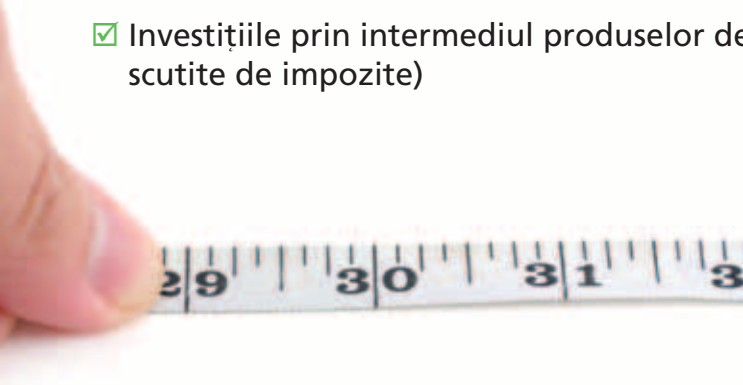 Investițiile prin intermediul produselor de
scutite de impozite)
29 30 31 3